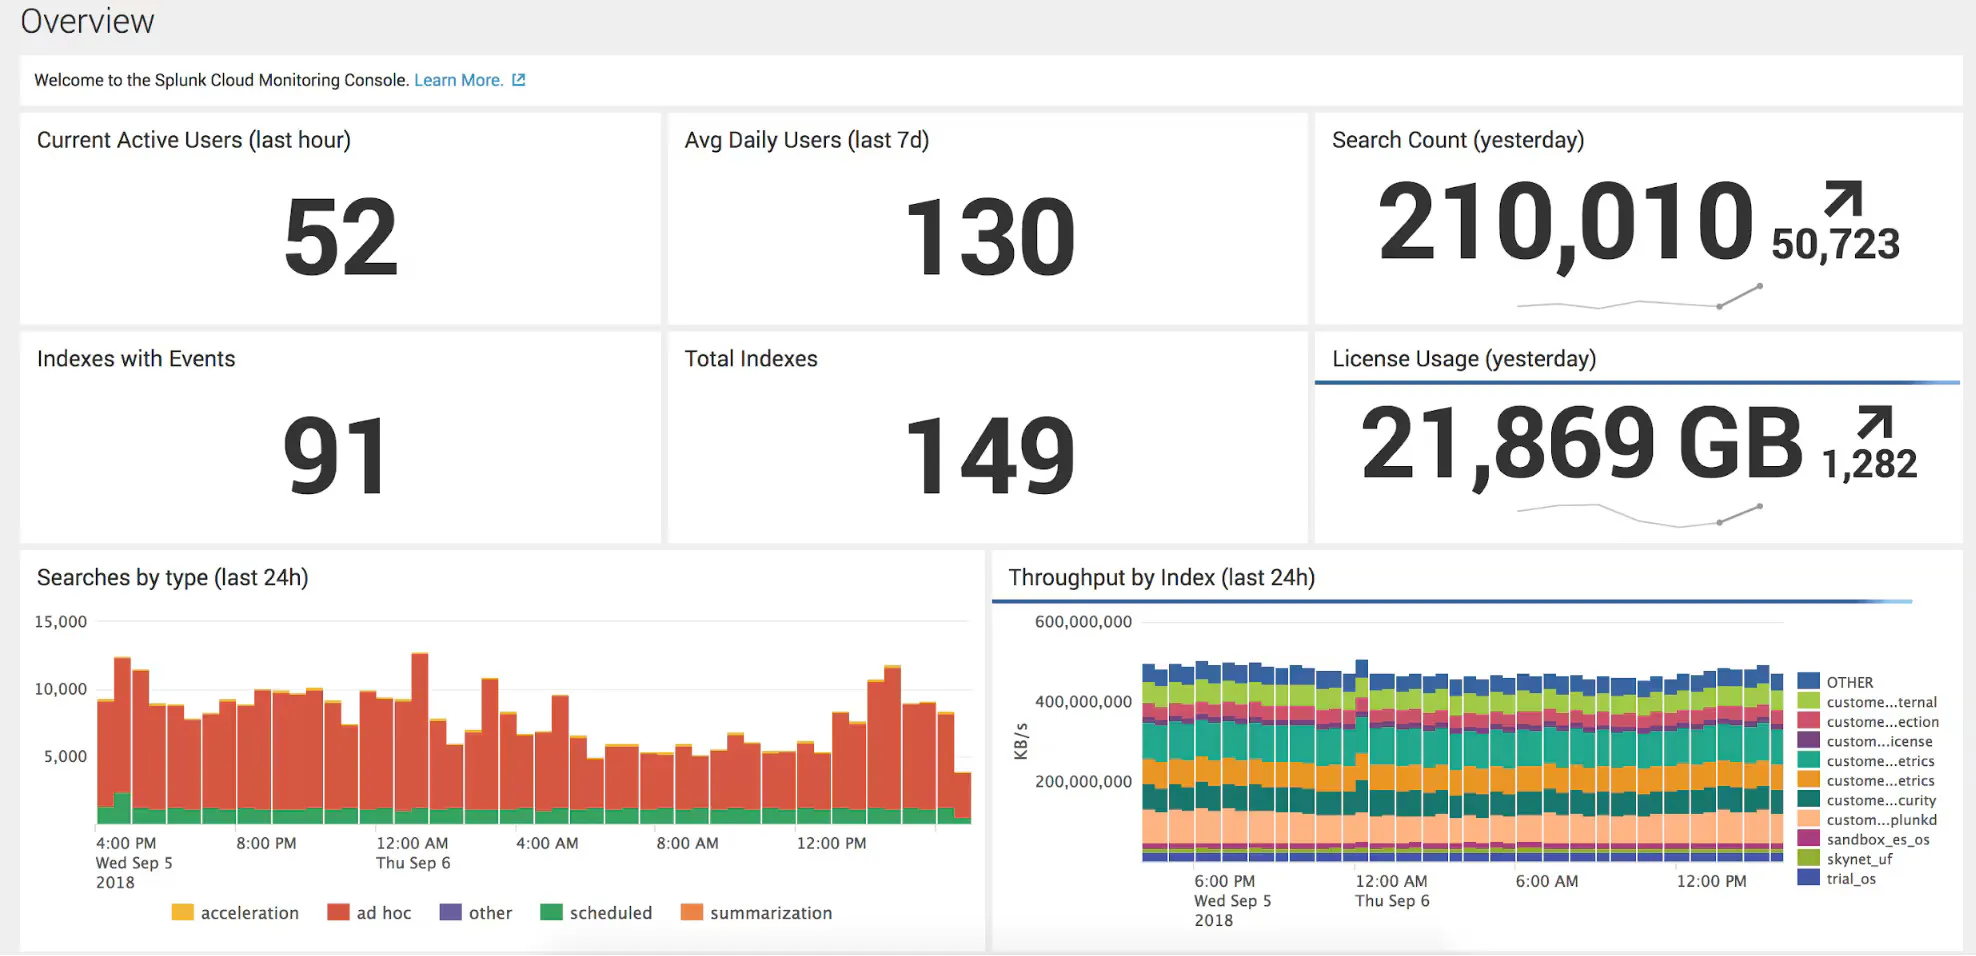 Overview
Welcome to the Splunk Cloud Monitoring Console. Learn More.
Current Active Users (last hour)
52
Avg Daily Users (last 7d)
130
Search Count (yesterday)
210,010
50,723
Indexes with Events
91
Total Indexes
149
License Usage (yesterday)
21,869 GB
1,282
Searches by type (last 24h)
15,000
10,000
5,000
4:00 PM
Wed Sep 5
2018
8:00 PM
12:00 AM
Thu Sep 6
4:00 AM
8:00 AM
12:00 PM
acceleration
ad hoc
other
scheduled
summarization
Throughput by Index (last 24h)
600,000,000
400,000,000
200,000,000
KB/s
6:00 PM
Wed Sep 5
2018
12:00 AM
Thu Sep 6
6:00 AM
12:00 PM
OTHER
custome...ternal
custome...ection
custom...icense
custome...etrics
custome...etrics
custome...curity
custom...plunkd
sandbox_es_os
skynet_uf
trial_os